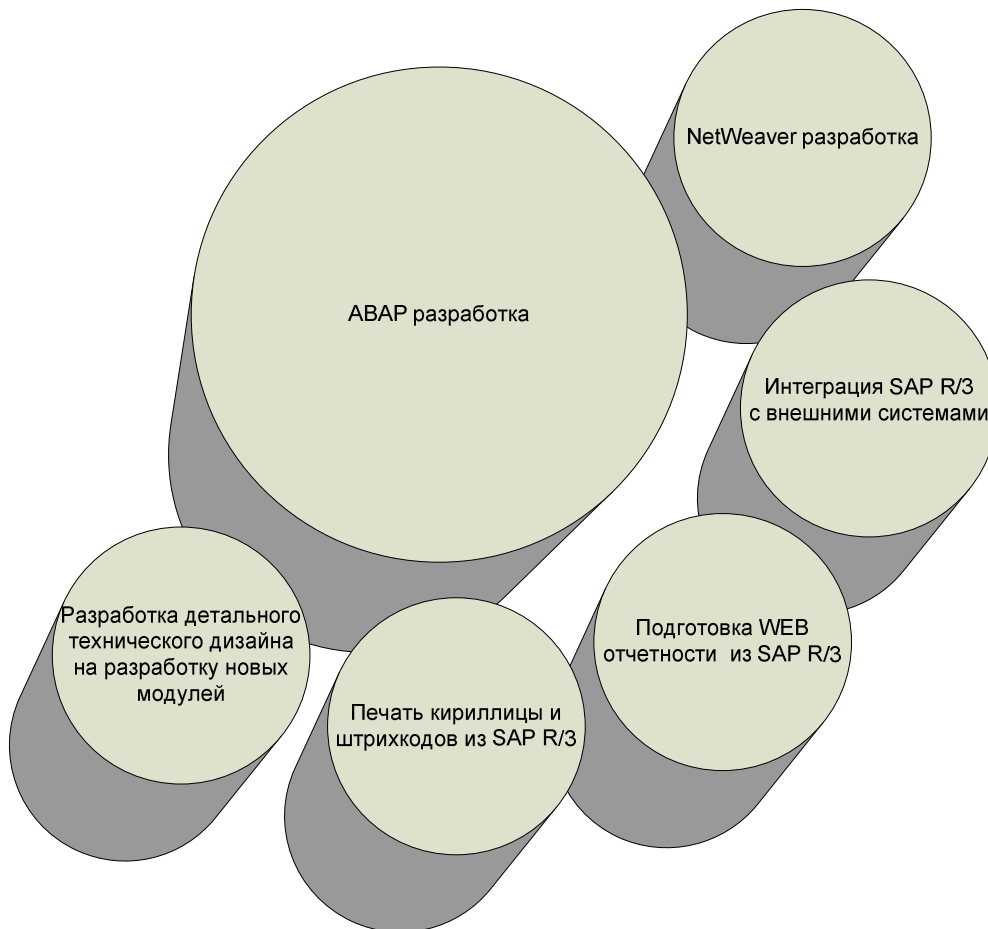 NetWeaver разработка
ABAP разработка
Интеграция SAP R/3
с внешними системами
Разработка детального
технического дизайна
на разработку новых
модулей
Подготовка WEB
отчетности из SAP R/3
Печать кириллицы и
штрихкодов из SAP R/3